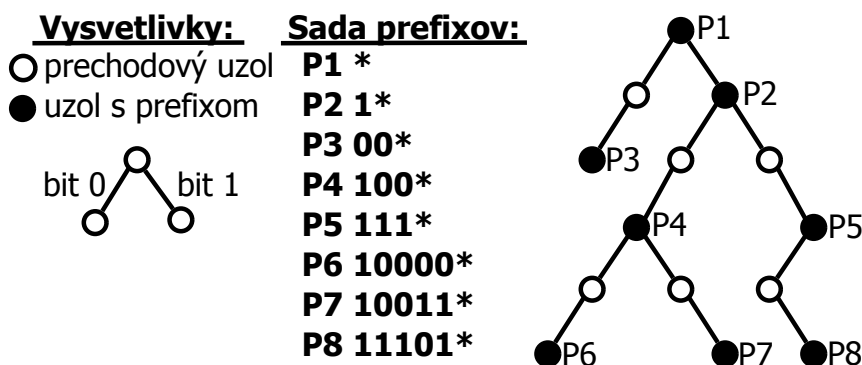 Vysvetlivky:
prechodový uzol
uzol s prefixom
bit 0
bit 1
Sada prefixov:
P1 *
P2 1*
P3 00*
P4 100*
P5 111*
P6 10000*
P7 10011*
P8 11101*
P1
P2
P3
P4
P5
P6
P7
P8